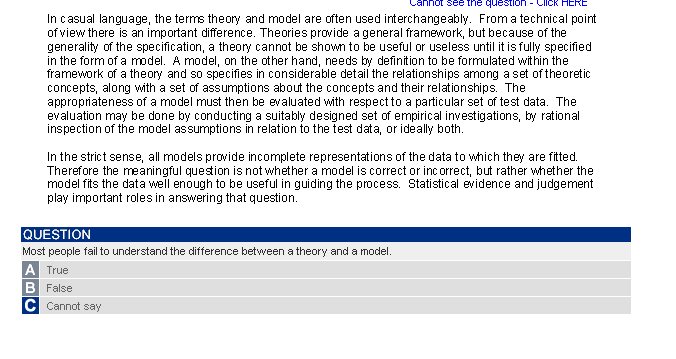 Cannot see the question - Click HERE
In casual language, the terms theory and model are often used interchangeably. From a technical point
of view there is an important difference. Theories provide a general framework, but because of the
generality of the specification, a theory cannot be shown to be useful or useless until it is fully specified
in the form of a model. A model, on the other hand, needs by definition to be formulated within the
framework of a theory and so specifies in considerable detail the relationships among a set of theoretic
concepts, along with a set of assumptions about the concepts and their relationships. The
appropriateness of a model must then be evaluated with respect to a particular set of test data. The
evaluation may be done by conducting a suitably designed set of empirical investigations, by rational
inspection of the model assumptions in relation to the test data, or ideally both.
In the strict sense, all models provide incomplete representations of the data to which they are fitted.
Therefore the meaningful question is not whether a model is correct or incorrect, but rather whether the
model fits the data well enough to be useful in guiding the process. Statistical evidence and judgement
play important roles in answering that question.
QUESTION
Most people fail to understand the difference between a theory and a model.
A True
B False
C Cannot say